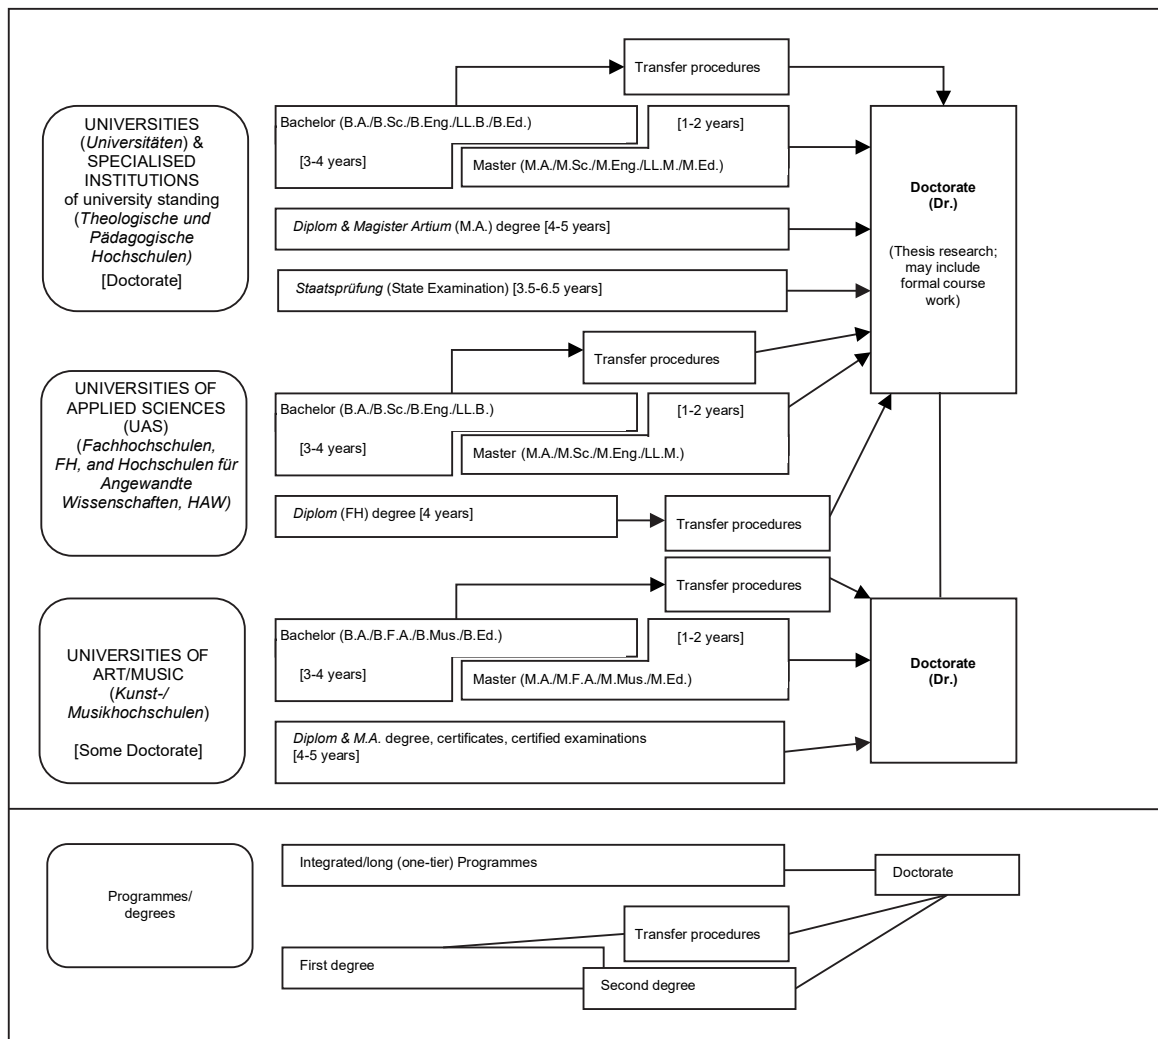 Transfer procedures
UNIVERSITIES
(Universitäten) &
SPECIALISED
INSTITUTIONS
of university standing
(Theologische und
Pädagogische
Hochschulen)
[Doctorate]
Bachelor (B.A./B.Sc./B.Eng./LL.B./B.Ed.)
[3-4 years]
[1-2 years]
Master (M.A./M.Sc./M.Eng./LL.M./M.Ed.)
Diplom & Magister Artium (M.A.) degree [4-5 years]
Staatsprüfung (State Examination) [3.5-6.5 years]
Doctorate
(Dr.)
(Thesis research;
may include
formal course
work)
Transfer procedures
UNIVERSITIES OF
APPLIED SCIENCES
(UAS)
(Fachhochschulen,
FH, and Hochschulen für
Angewandte
Wissenschaften, HAW)
Bachelor (B.A./B.Sc./B.Eng./LL.B.)
[3-4 years]
[1-2 years]
Master (M.A./M.Sc./M.Eng./LL.M.)
Diplom (FH) degree [4 years]
Transfer procedures
Transfer procedures
UNIVERSITIES OF
ART/MUSIC
(Kunst-/
Musikhochschulen)
[Some Doctorate]
Bachelor (B.A./B.F.A./B.Mus./B.Ed.)
[3-4 years]
[1-2 years]
Master (M.A./M.F.A./M.Mus./M.Ed.)
Diplom & M.A. degree, certificates, certified examinations
[4-5 years]
Doctorate
(Dr.)
Programmes/
degrees
Integrated/long (one-tier) Programmes
Doctorate
Transfer procedures
First degree
Second degree